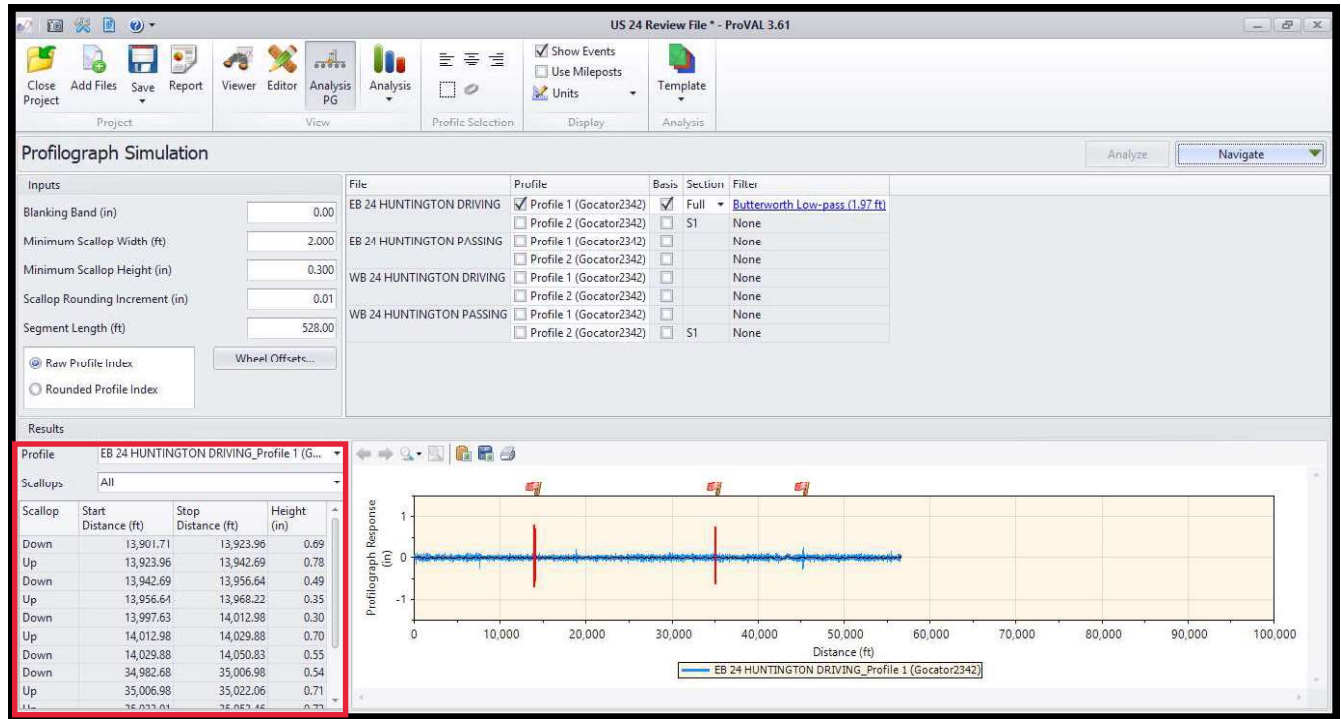 US 24 Review File * - ProVAL 3.61
Close Project
Add Files
Save
Report
Viewer
Editor
Analysis PG
Analysis
Show Events
Use Mileposts
Units
Template
Project
View
Profile Selection
Display
Analysis
Profilograph Simulation
Analyze
Navigate
Inputs
Blanking Band (in) 0.00
Minimum Scallop Width (ft) 2.000
Minimum Scallop Height (in) 0.300
Scallop Rounding Increment (in) 0.01
Segment Length (ft) 528.00
Raw Profile Index
Wheel Offsets...
Rounded Profile Index
File Profile Basis Section Filter
EB 24 HUNTINGTON DRIVING Profile 1 (Gocator2342) Full Butterworth Low-pass (1.97 ft)
Profile 2 (Gocator2342) S1 None
EB 24 HUNTINGTON PASSING Profile 1 (Gocator2342) None
Profile 2 (Gocator2342) None
WB 24 HUNTINGTON DRIVING Profile 1 (Gocator2342) None
Profile 2 (Gocator2342) None
WB 24 HUNTINGTON PASSING Profile 1 (Gocator2342) None
Profile 2 (Gocator2342) S1 None
Results
Profile EB 24 HUNTINGTON DRIVING_Profile 1 (G...
Scallops All
Scallop Start Distance (ft) Stop Distance (ft) Height (in)
Down 13,901.71 13,923.96 0.69
Up 13,923.96 13,942.69 0.78
Down 13,942.69 13,956.64 0.49
Up 13,956.64 13,968.22 0.35
Down 13,997.63 14,012.98 0.30
Up 14,012.98 14,029.88 0.70
Down 14,029.88 14,050.83 0.55
Down 34,982.68 35,006.98 0.54
Up 35,006.98 35,022.06 0.71
Profilograph Response (in)
1
0
-1
0 10,000 20,000 30,000 40,000 50,000 60,000 70,000 80,000 90,000 100,000
Distance (ft)
EB 24 HUNTINGTON DRIVING_Profile 1 (Gocator2342)